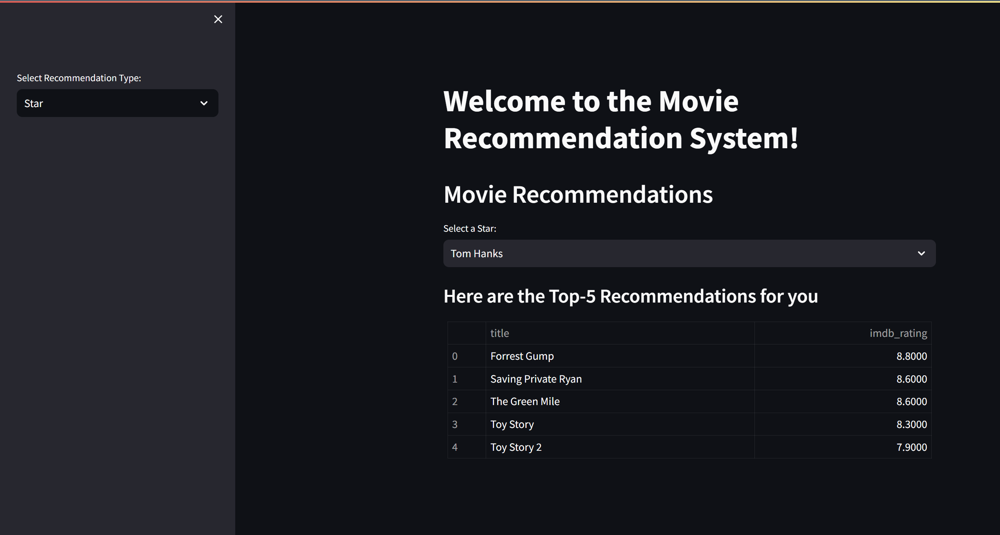 Select Recommendation Type:
Star
Welcome to the Movie
Recommendation System!
Movie Recommendations
Select a Star:
Tom Hanks
Here are the Top-5 Recommendations for you
title imdb_rating
0 Forrest Gump 8.8000
1 Saving Private Ryan 8.6000
2 The Green Mile 8.6000
3 Toy Story 8.3000
4 Toy Story 2 7.9000